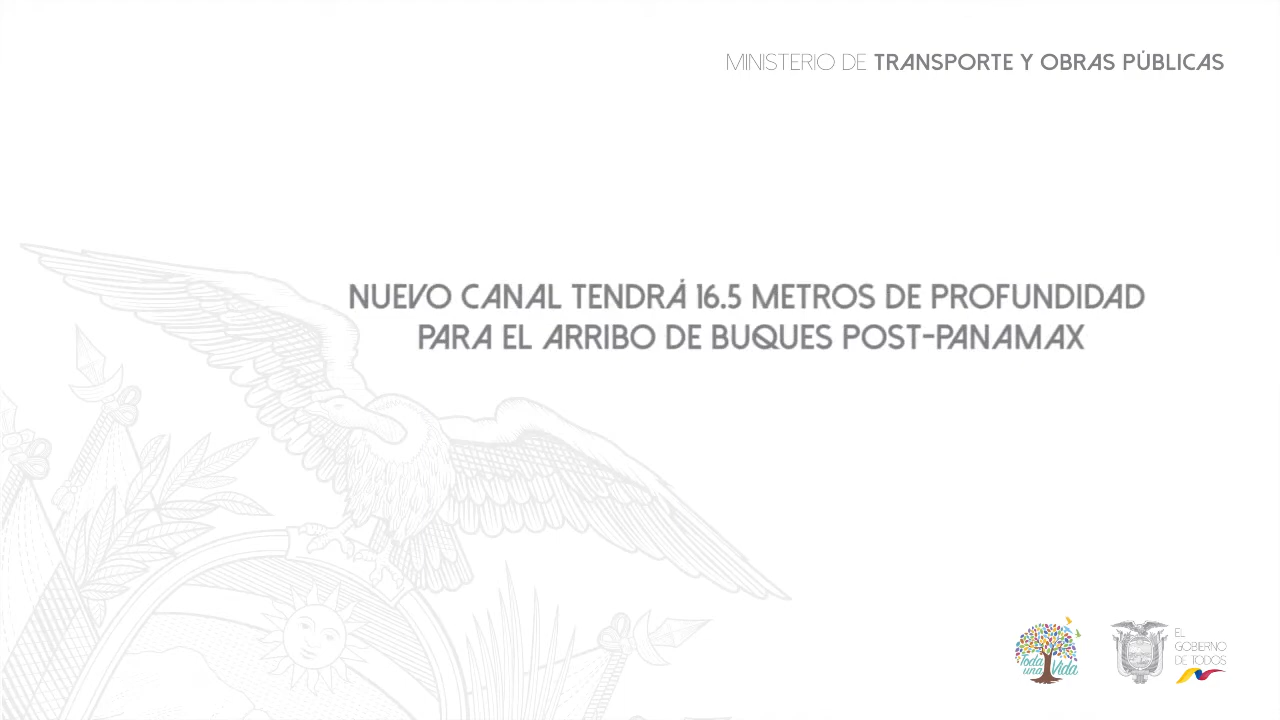 MINISTERIO DE TRANSPORTE Y OBRAS PÚBLICAS
NUEVO CANAL TENDRÁ 16.5 METROS DE PROFUNDIDAD
PARA EL ARRIBO DE BUQUES POST-PANAMAX
Toda
una Vida
EL
GOBIERNO
DE TODOS